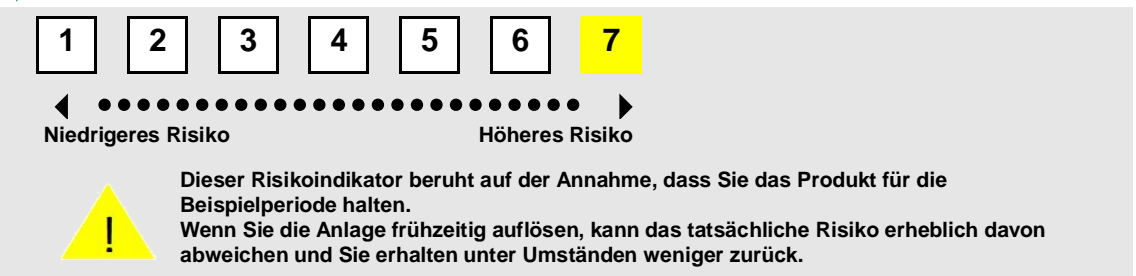 1 2 3 4 5 6 7
Niedrigeres Risiko Höheres Risiko
Dieser Risikoindikator beruht auf der Annahme, dass Sie das Produkt für die
Beispielperiode halten.
! Wenn Sie die Anlage frühzeitig auflösen, kann das tatsächliche Risiko erheblich davon
abweichen und Sie erhalten unter Umständen weniger zurück.